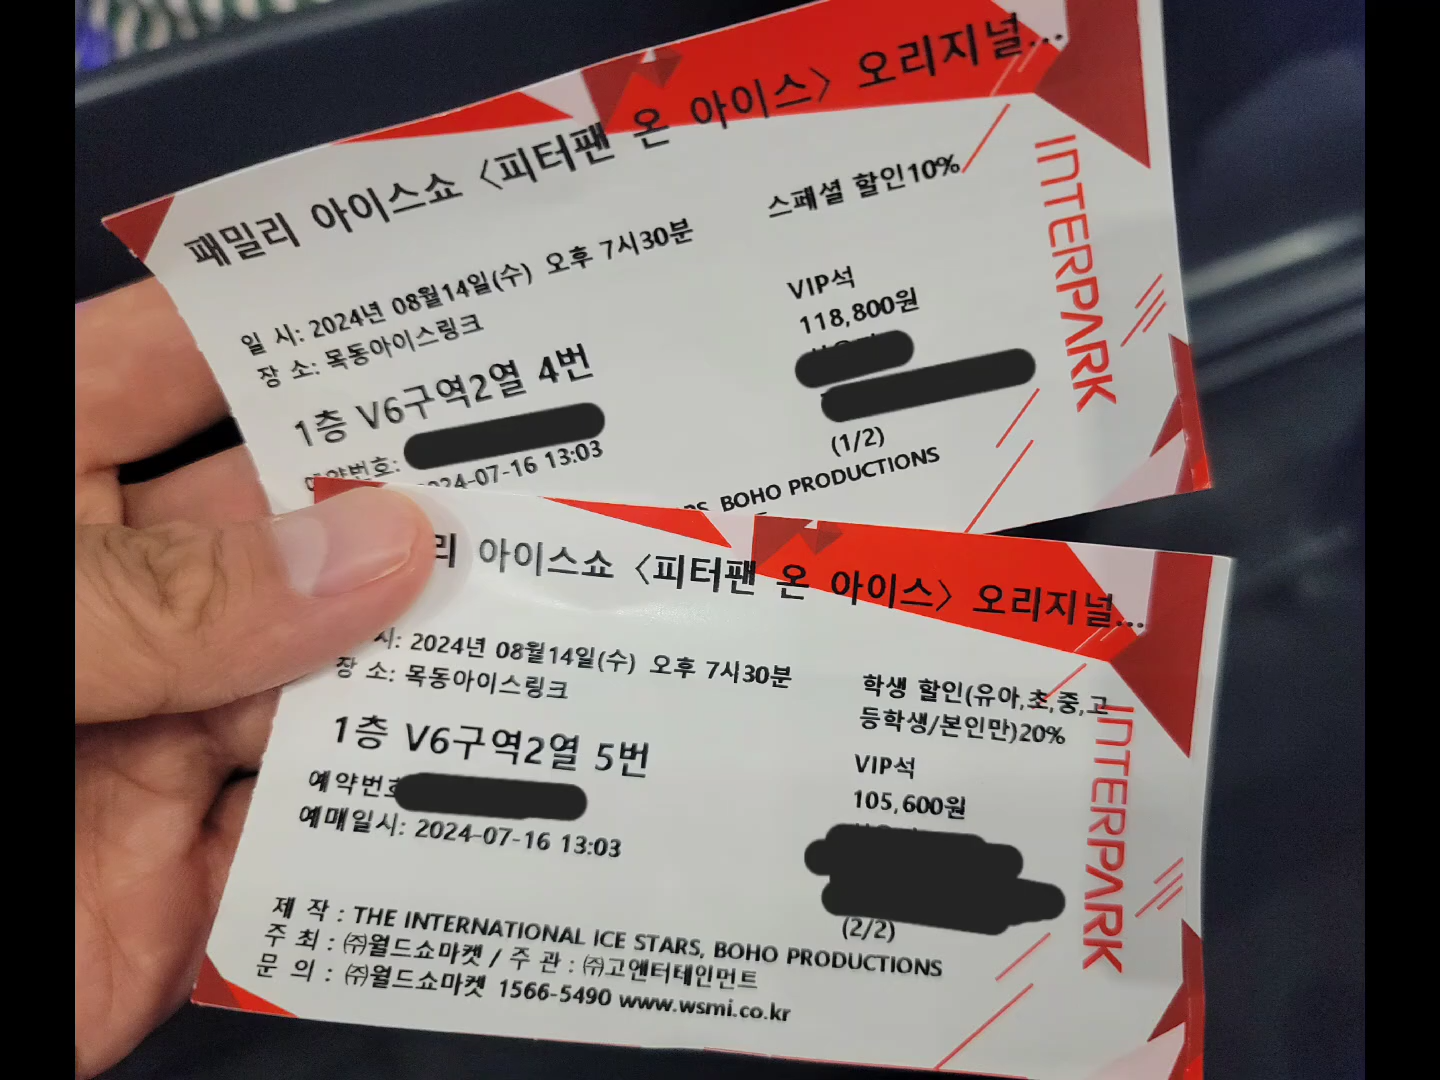 패밀리 아이스쇼 〈피터팬 온 아이스〉 오리지널...
스페셜 할인10%
일 시: 2024년 08월14일(수) 오후 7시30분
장 소: 목동아이스링크
VIP석
118,800원
1층 V6구역2열 4번
예약번호:
24-07-16 13:03
(1/2)
BOHO PRODUCTIONS
INTERPARK
리 아이스쇼 〈피터팬 온 아이스〉 오리지널...
시: 2024년 08월14일(수) 오후 7시30분
장 소: 목동아이스링크
학생 할인(유아,초,중,고
등학생/본인만)20%
1층 V6구역2열 5번
VIP석
105,600원
예약번호
예매일시: 2024-07-16 13:03
(2/2)
제 작 : THE INTERNATIONAL ICE STARS, BOHO PRODUCTIONS
주 최 : ㈜월드쇼마켓 / 주 관 : ㈜고앤터테인먼트
문 의 : ㈜월드쇼마켓 1566-5490 www.wsmi.co.kr
INTERPARK